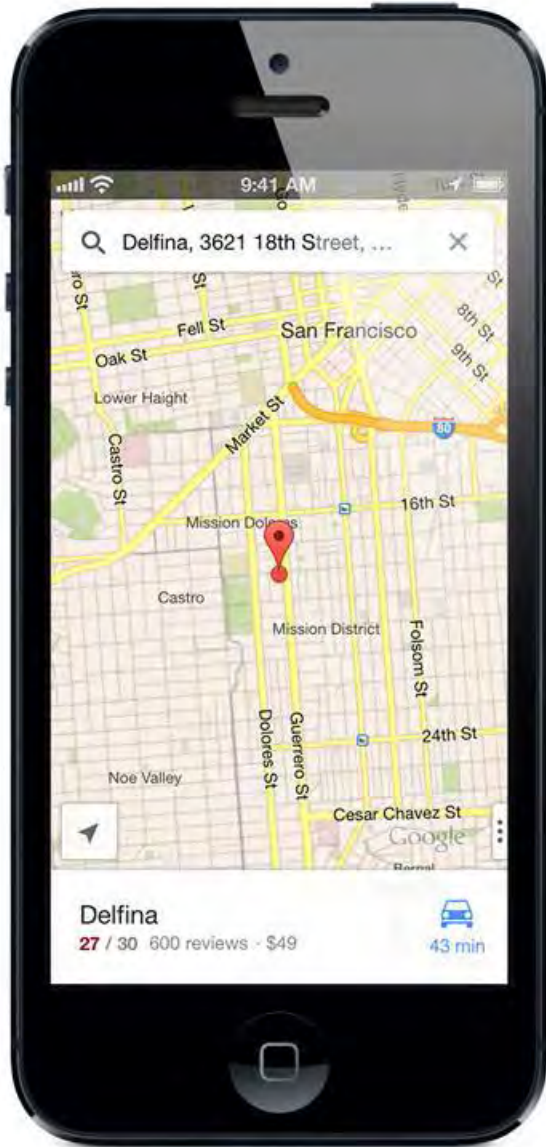 9:41 AM
Delfina, 3621 18th Street, ...
St
St
Fell St
San Francisco
8th St
Oak St
9th St
Lower Haight
Market St
80
Castro St
16th St
Mission Dolores
Castro
Mission District
Folsom St
Dolores St
Guerrero St
24th St
Noe Valley
Cesar Chavez St
Google
Delfina
27 / 30 600 reviews · $49
43 min